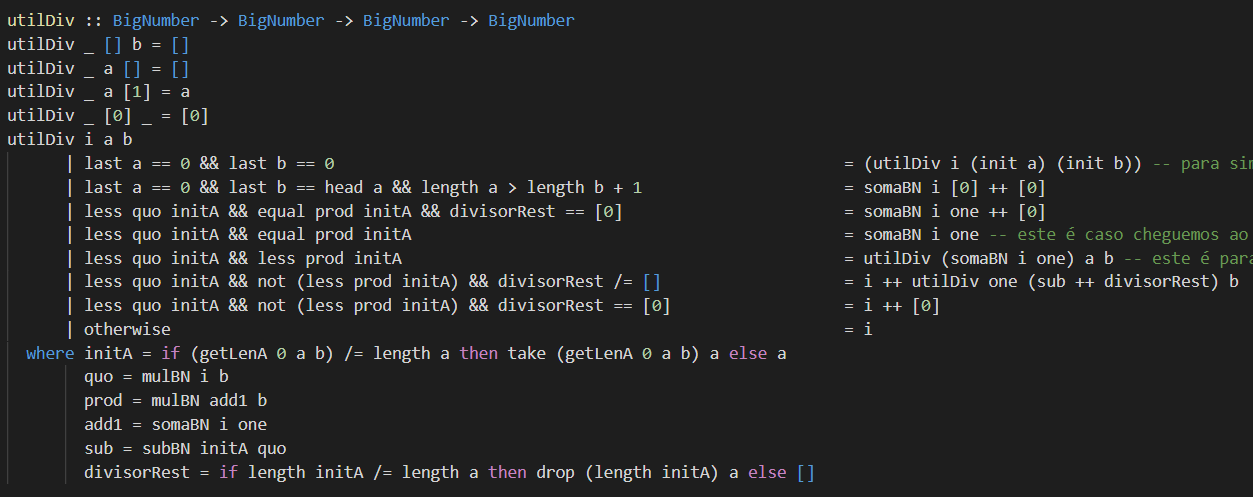 utilDiv :: BigNumber -> BigNumber -> BigNumber -> BigNumber
utilDiv _ [] b = []
utilDiv _ a [] = []
utilDiv _ a [1] = a
utilDiv _ [0] _ = [0]
utilDiv i a b
| last a == 0 && last b == 0 = (utilDiv i (init a) (init b)) -- para sim
| last a == 0 && last b == head a && length a > length b + 1 = somaBN i [0] ++ [0]
| less quo initA && equal prod initA && divisorRest == [0] = somaBN i one ++ [0]
| less quo initA && equal prod initA = somaBN i one -- este é caso cheguemos ao
| less quo initA && less prod initA = utilDiv (somaBN i one) a b -- este é para
| less quo initA && not (less prod initA) && divisorRest /= [] = i ++ utilDiv one (sub ++ divisorRest) b
| less quo initA && not (less prod initA) && divisorRest == [0] = i ++ [0]
| otherwise = i
where initA = if (getLenA 0 a b) /= length a then take (getLenA 0 a b) a else a
quo = mulBN i b
prod = mulBN add1 b
add1 = somaBN i one
sub = subBN initA quo
divisorRest = if length initA /= length a then drop (length initA) a else []